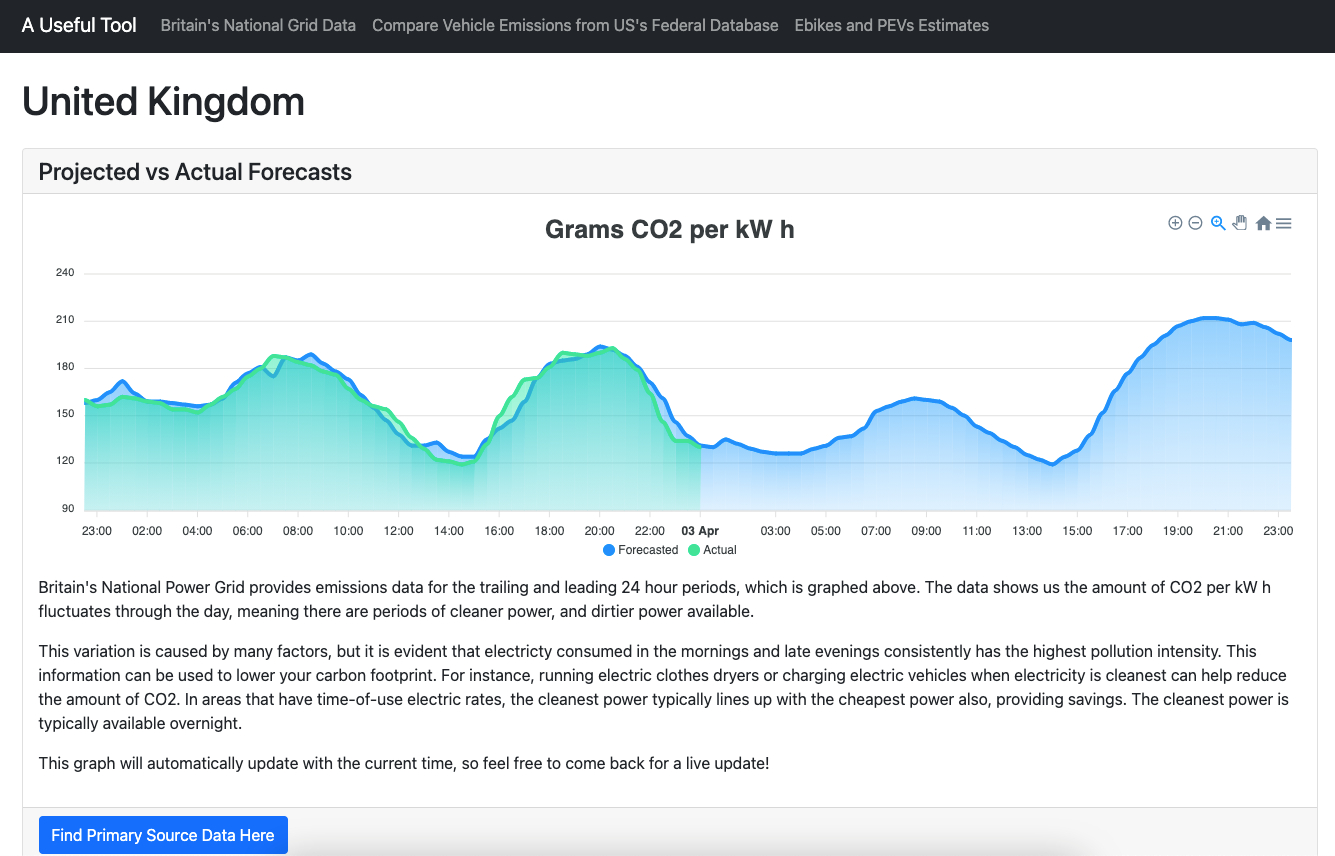 A Useful Tool Britain's National Grid Data Compare Vehicle Emissions from US's Federal Database Ebikes and PEVs Estimates
United Kingdom
Projected vs Actual Forecasts
Grams CO2 per kW h
240
210
180
150
120
90
23:00 02:00 04:00 06:00 08:00 10:00 12:00 14:00 16:00 18:00 20:00 22:00 03 Apr 03:00 05:00 07:00 09:00 11:00 13:00 15:00 17:00 19:00 21:00 23:00
Forecasted Actual
Britain's National Power Grid provides emissions data for the trailing and leading 24 hour periods, which is graphed above. The data shows us the amount of CO2 per kW h
fluctuates through the day, meaning there are periods of cleaner power, and dirtier power available.
This variation is caused by many factors, but it is evident that electricty consumed in the mornings and late evenings consistently has the highest pollution intensity. This
information can be used to lower your carbon footprint. For instance, running electric clothes dryers or charging electric vehicles when electricity is cleanest can help reduce
the amount of CO2. In areas that have time-of-use electric rates, the cleanest power typically lines up with the cheapest power also, providing savings. The cleanest power is
typically available overnight.
This graph will automatically update with the current time, so feel free to come back for a live update!
Find Primary Source Data Here